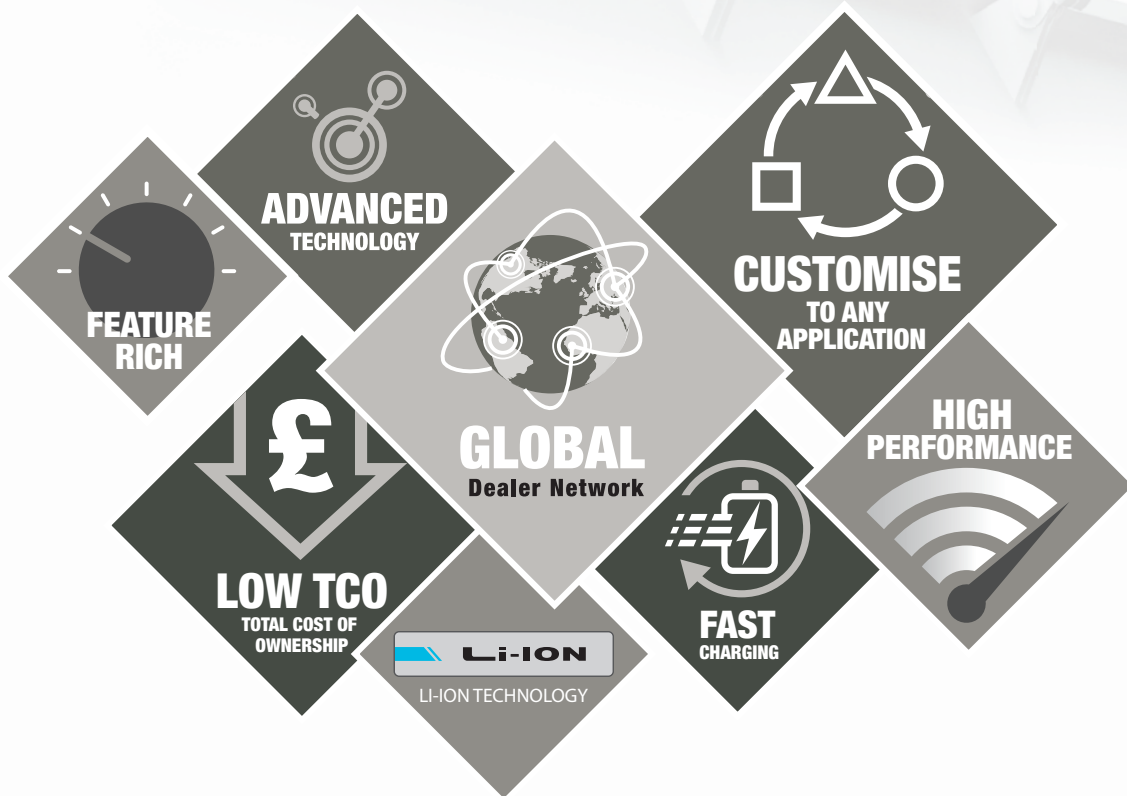 ADVANCED
TECHNOLOGY
FEATURE
RICH
CUSTOMISE
TO ANY
APPLICATION
GLOBAL
Dealer Network
HIGH
PERFORMANCE
£
LOW TCO
TOTAL COST OF
OWNERSHIP
Li-ION
LI-ION TECHNOLOGY
FAST
CHARGING